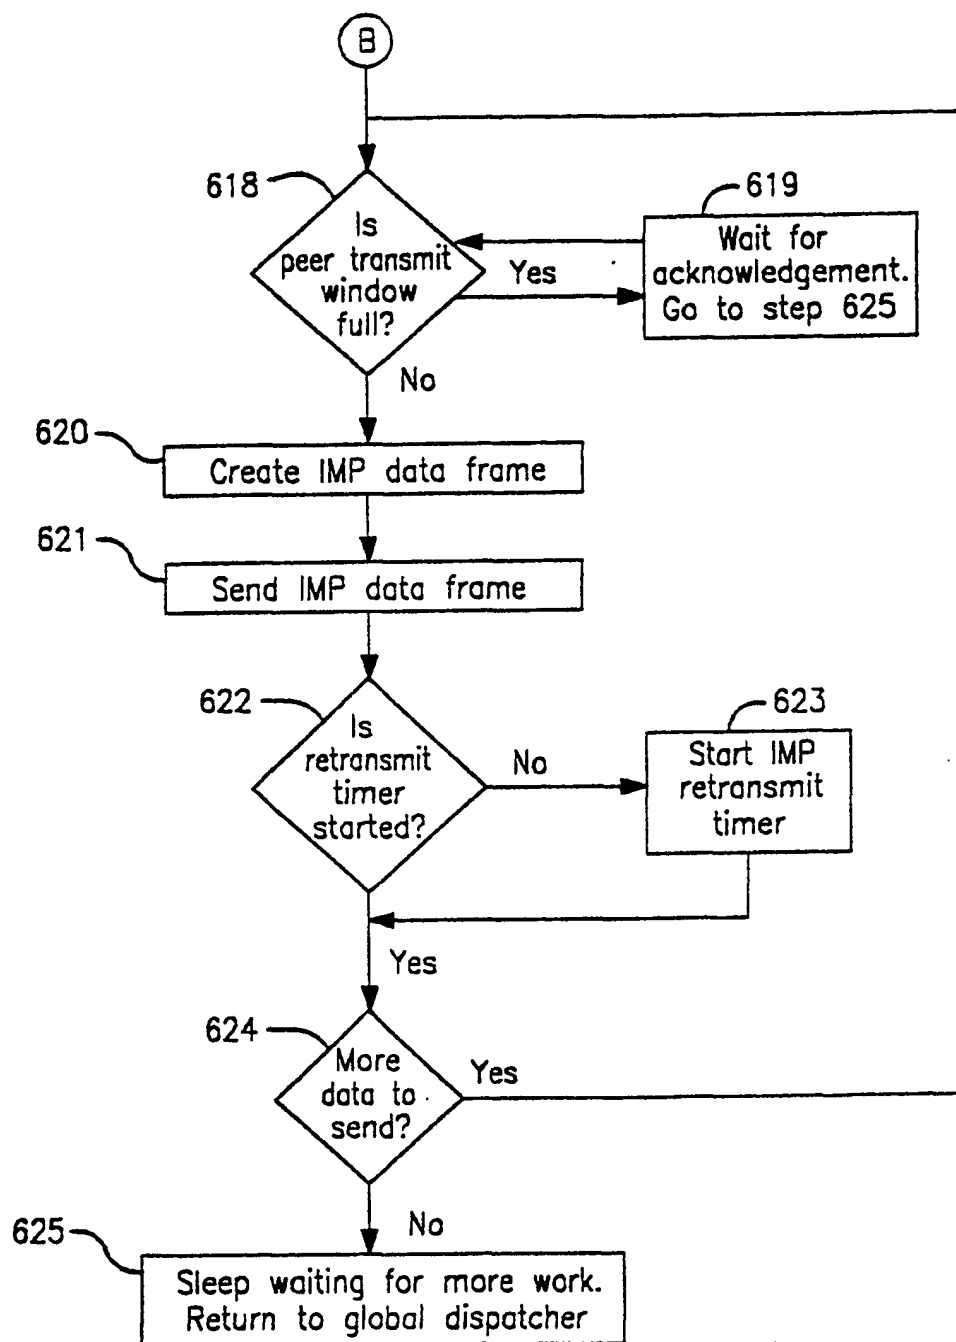 B
618
Is
peer transmit
window
full?
Yes
619
Wait for
acknowledgement.
Go to step 625
No
620
Create IMP data frame
621
Send IMP data frame
622
Is
retransmit
timer
started?
No
623
Start IMP
retransmit
timer
Yes
624
More
data to
send?
Yes
No
625
Sleep waiting for more work.
Return to global dispatcher